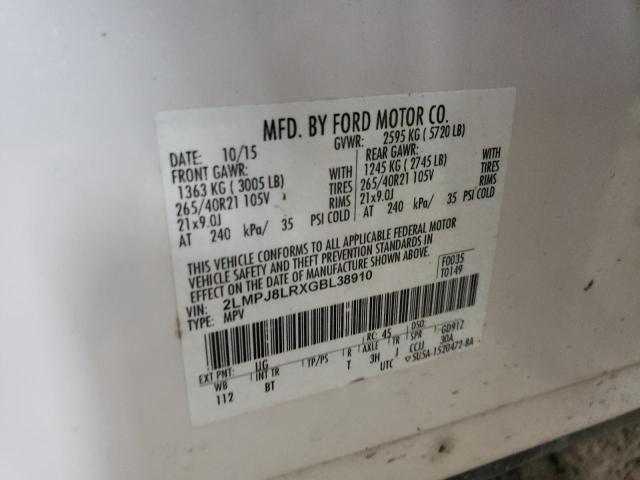 MFD. BY FORD MOTOR CO.
DATE: 10/15 GVWR: 2595 KG ( 5720 LB)
FRONT GAWR: REAR GAWR:
1363 KG ( 3005 LB) WITH 1245 KG ( 2745 LB) WITH
265/40R21 105V TIRES 265/40R21 105V TIRES
21x9.0J RIMS 21x9.0J RIMS
AT 240 kPa/ 35 PSI COLD AT 240 kPa/ 35 PSI COLD
THIS VEHICLE CONFORMS TO ALL APPLICABLE FEDERAL MOTOR
VEHICLE SAFETY AND THEFT PREVENTION STANDARDS IN
EFFECT ON THE DATE OF MANUFACTURE SHOWN ABOVE.
VIN: 2LMPJ8LRXGBL38910 F0035
TYPE: MPV T0149
EXT PNT: UG RC: 45 DSO:
WB INT TR TP/PS R AXLE TR SPR GD912
112 BT T 3H J CCIJ 30A
UTC 5U5A-1520472-BA